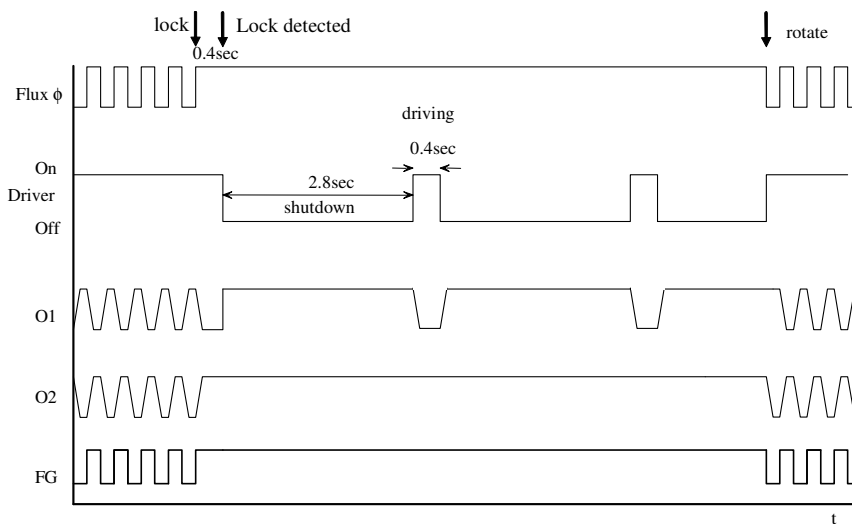 lock
Lock detected
rotate
0.4sec
Flux ϕ
driving
0.4sec
On
2.8sec
Driver
shutdown
Off
O1
O2
FG
t